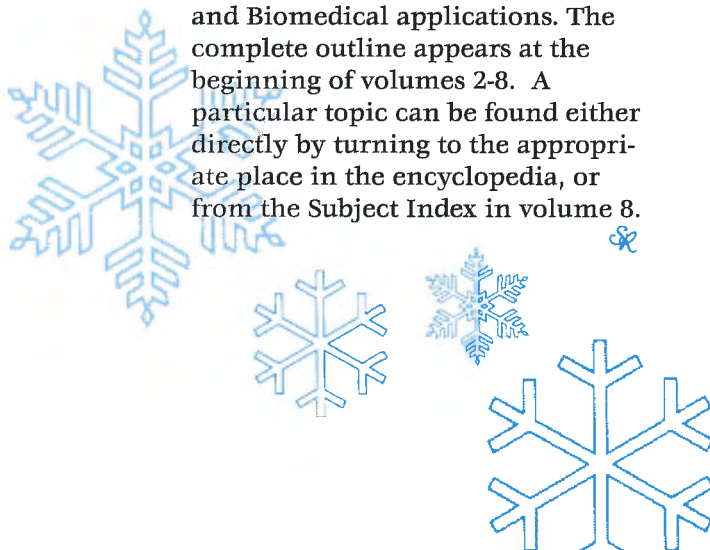 and Biomedical applications. The
complete outline appears at the
beginning of volumes 2-8. A
particular topic can be found either
directly by turning to the appropri-
ate place in the encyclopedia, or
from the Subject Index in volume 8.
SR